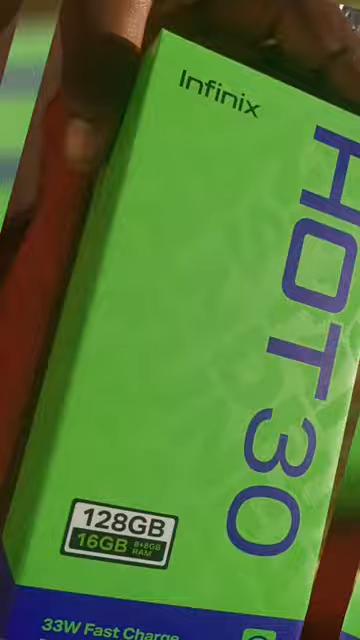 Infinix
HOT 30
128GB
16GB 8+8GB RAM
33W Fast Charge